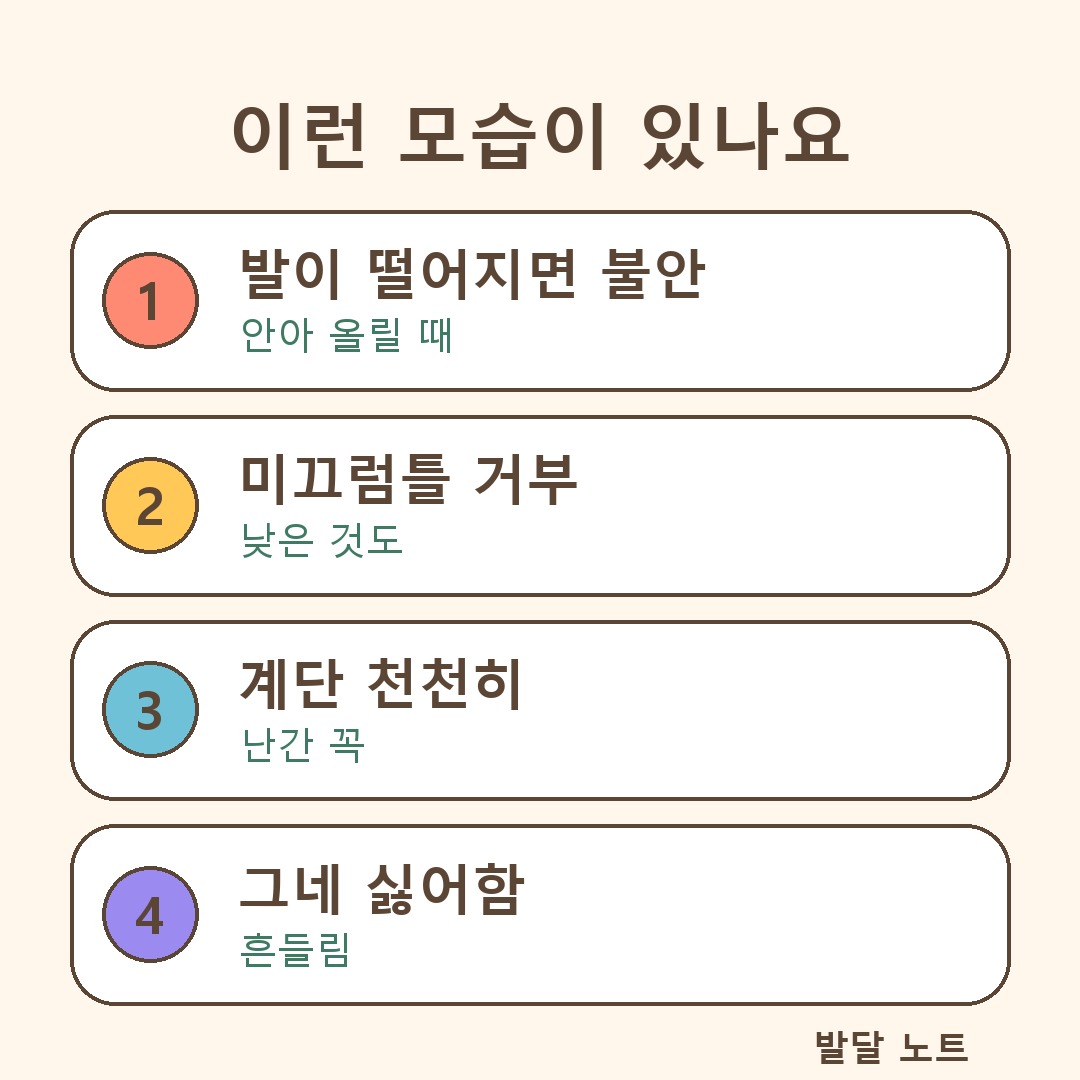 이런 모습이 있나요
1
발이 떨어지면 불안
안아 올릴 때
2
미끄럼틀 거부
낮은 것도
3
계단 천천히
난간 꼭
4
그네 싫어함
흔들림
발달 노트